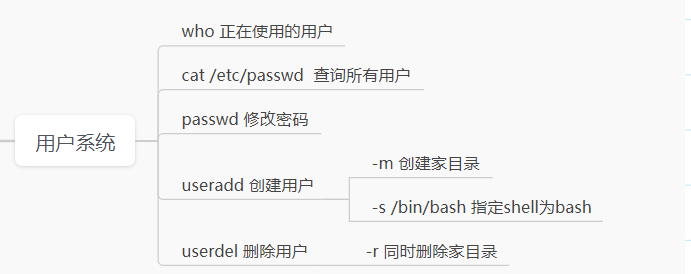 用户系统
who 正在使用的用户
cat /etc/passwd 查询所有用户
passwd 修改密码
useradd 创建用户
-m 创建家目录
-s /bin/bash 指定shell为bash
userdel 删除用户
-r 同时删除家目录